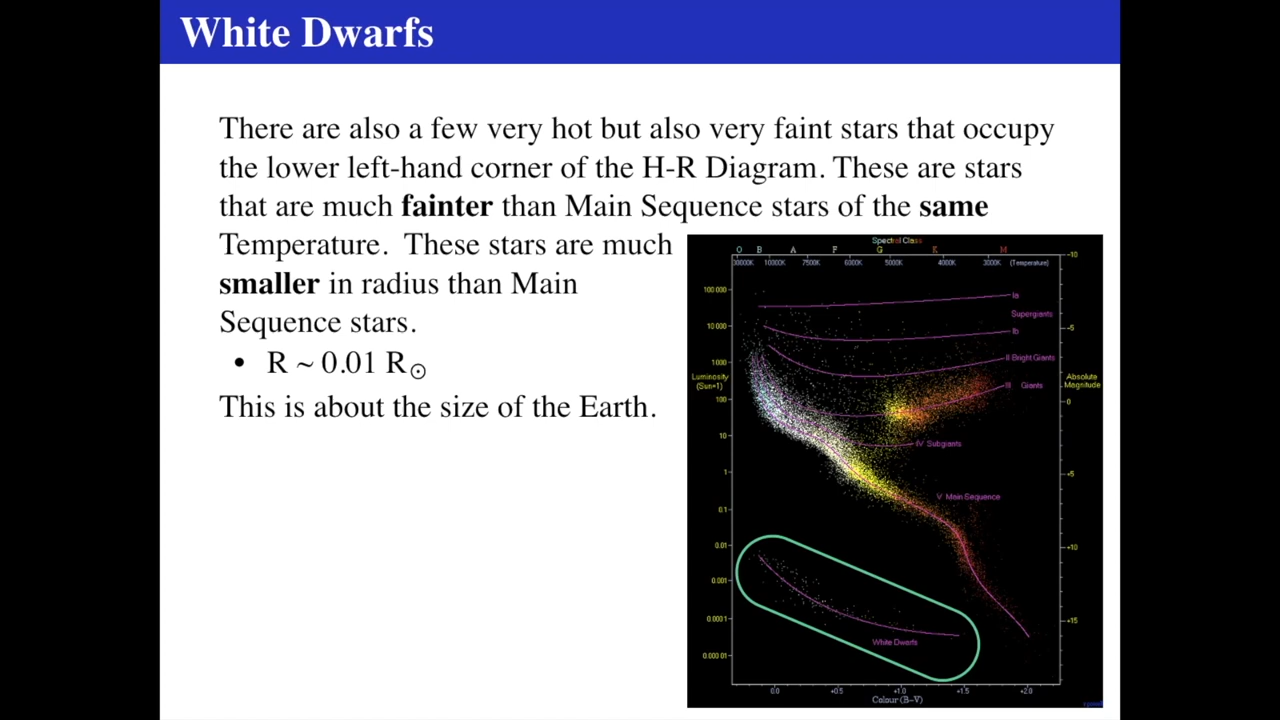 White Dwarfs
There are also a few very hot but also very faint stars that occupy
the lower left-hand corner of the H-R Diagram. These are stars
that are much fainter than Main Sequence stars of the same
Temperature. These stars are much
smaller in radius than Main
Sequence stars.
• R ~ 0.01 R☉
This is about the size of the Earth.
Spectral Class
O B A F G K M
30000K 10000K 7500K 6000K 5000K 4000K 3000K (Temperature)
-10
100 000
Ia
Supergiants
10 000
Ib
-5
1 000
II Bright Giants
Luminosity
(Sun=1)
Absolute
Magnitude
III Giants
100
0
10
IV Subgiants
1
+5
V Main Sequence
0.1
0.01
+10
0.001
0.0001
+15
White Dwarfs
0.000 01
0.0 +0.5 +1.0 +1.5 +2.0
Colour (B-V)